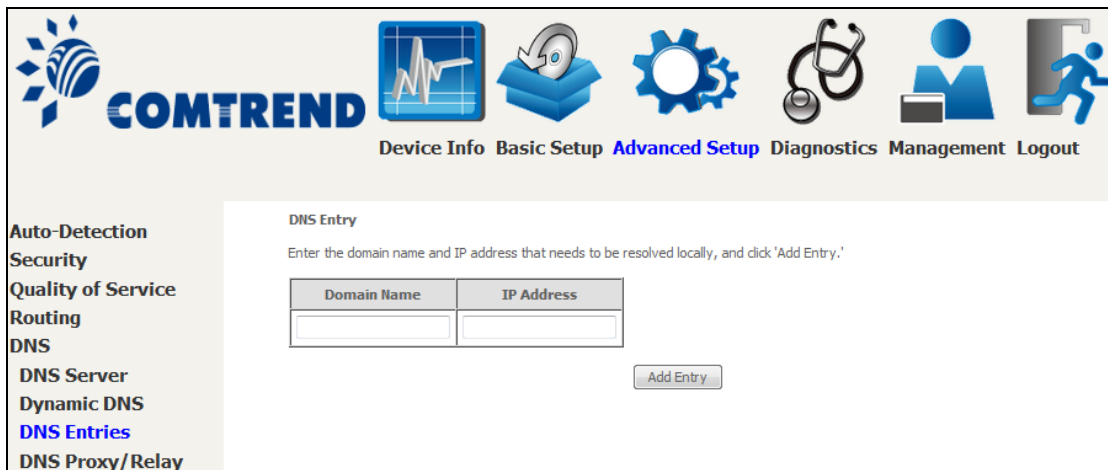 COMTREND
Device Info Basic Setup Advanced Setup Diagnostics Management Logout
Auto-Detection
Security
Quality of Service
Routing
DNS
DNS Server
Dynamic DNS
DNS Entries
DNS Proxy/Relay
DNS Entry
Enter the domain name and IP address that needs to be resolved locally, and click 'Add Entry.'
Domain Name IP Address
Add Entry